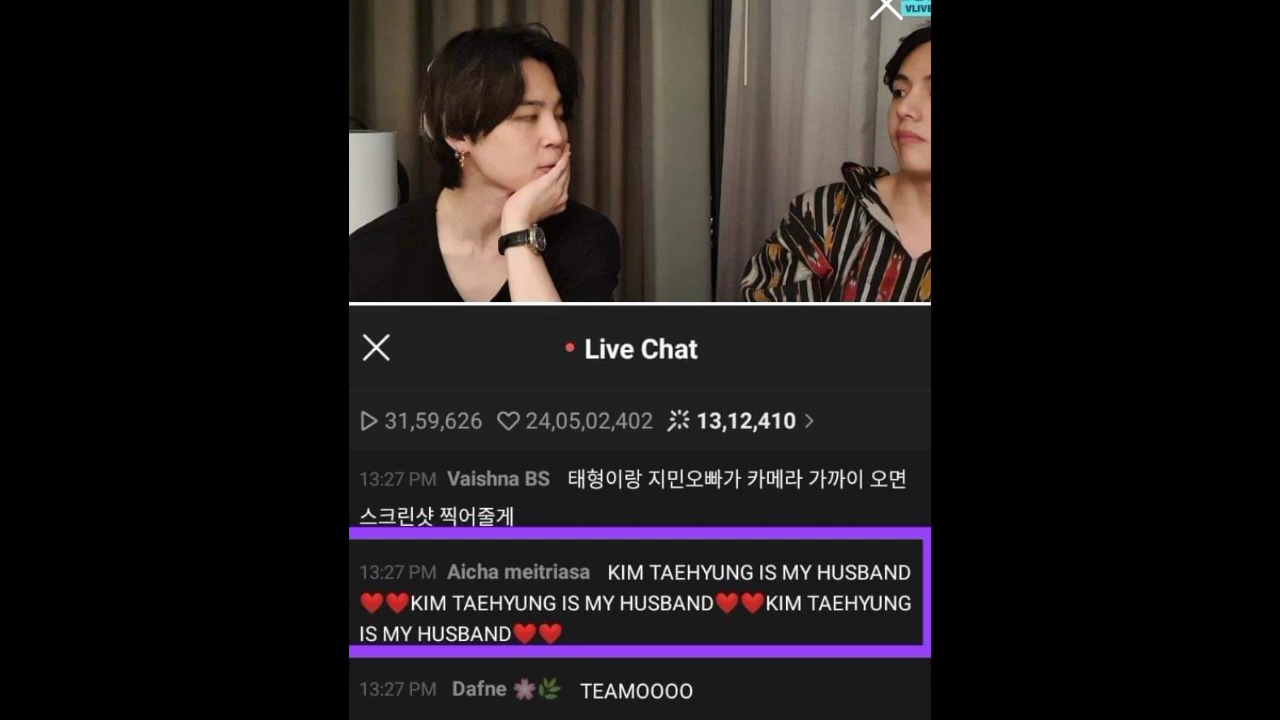 VLIVE
Live Chat
31,59,626 24,05,02,402 13,12,410
13:27 PM Vaishna BS 태형이랑 지민오빠가 카메라 가까이 오면
스크린샷 찍어줄게
13:27 PM Aicha meitriasa KIM TAEHYUNG IS MY HUSBAND
❤️❤️KIM TAEHYUNG IS MY HUSBAND❤️❤️KIM TAEHYUNG
IS MY HUSBAND❤️❤️
13:27 PM Dafne 🌸🌿 TEAMOOOO